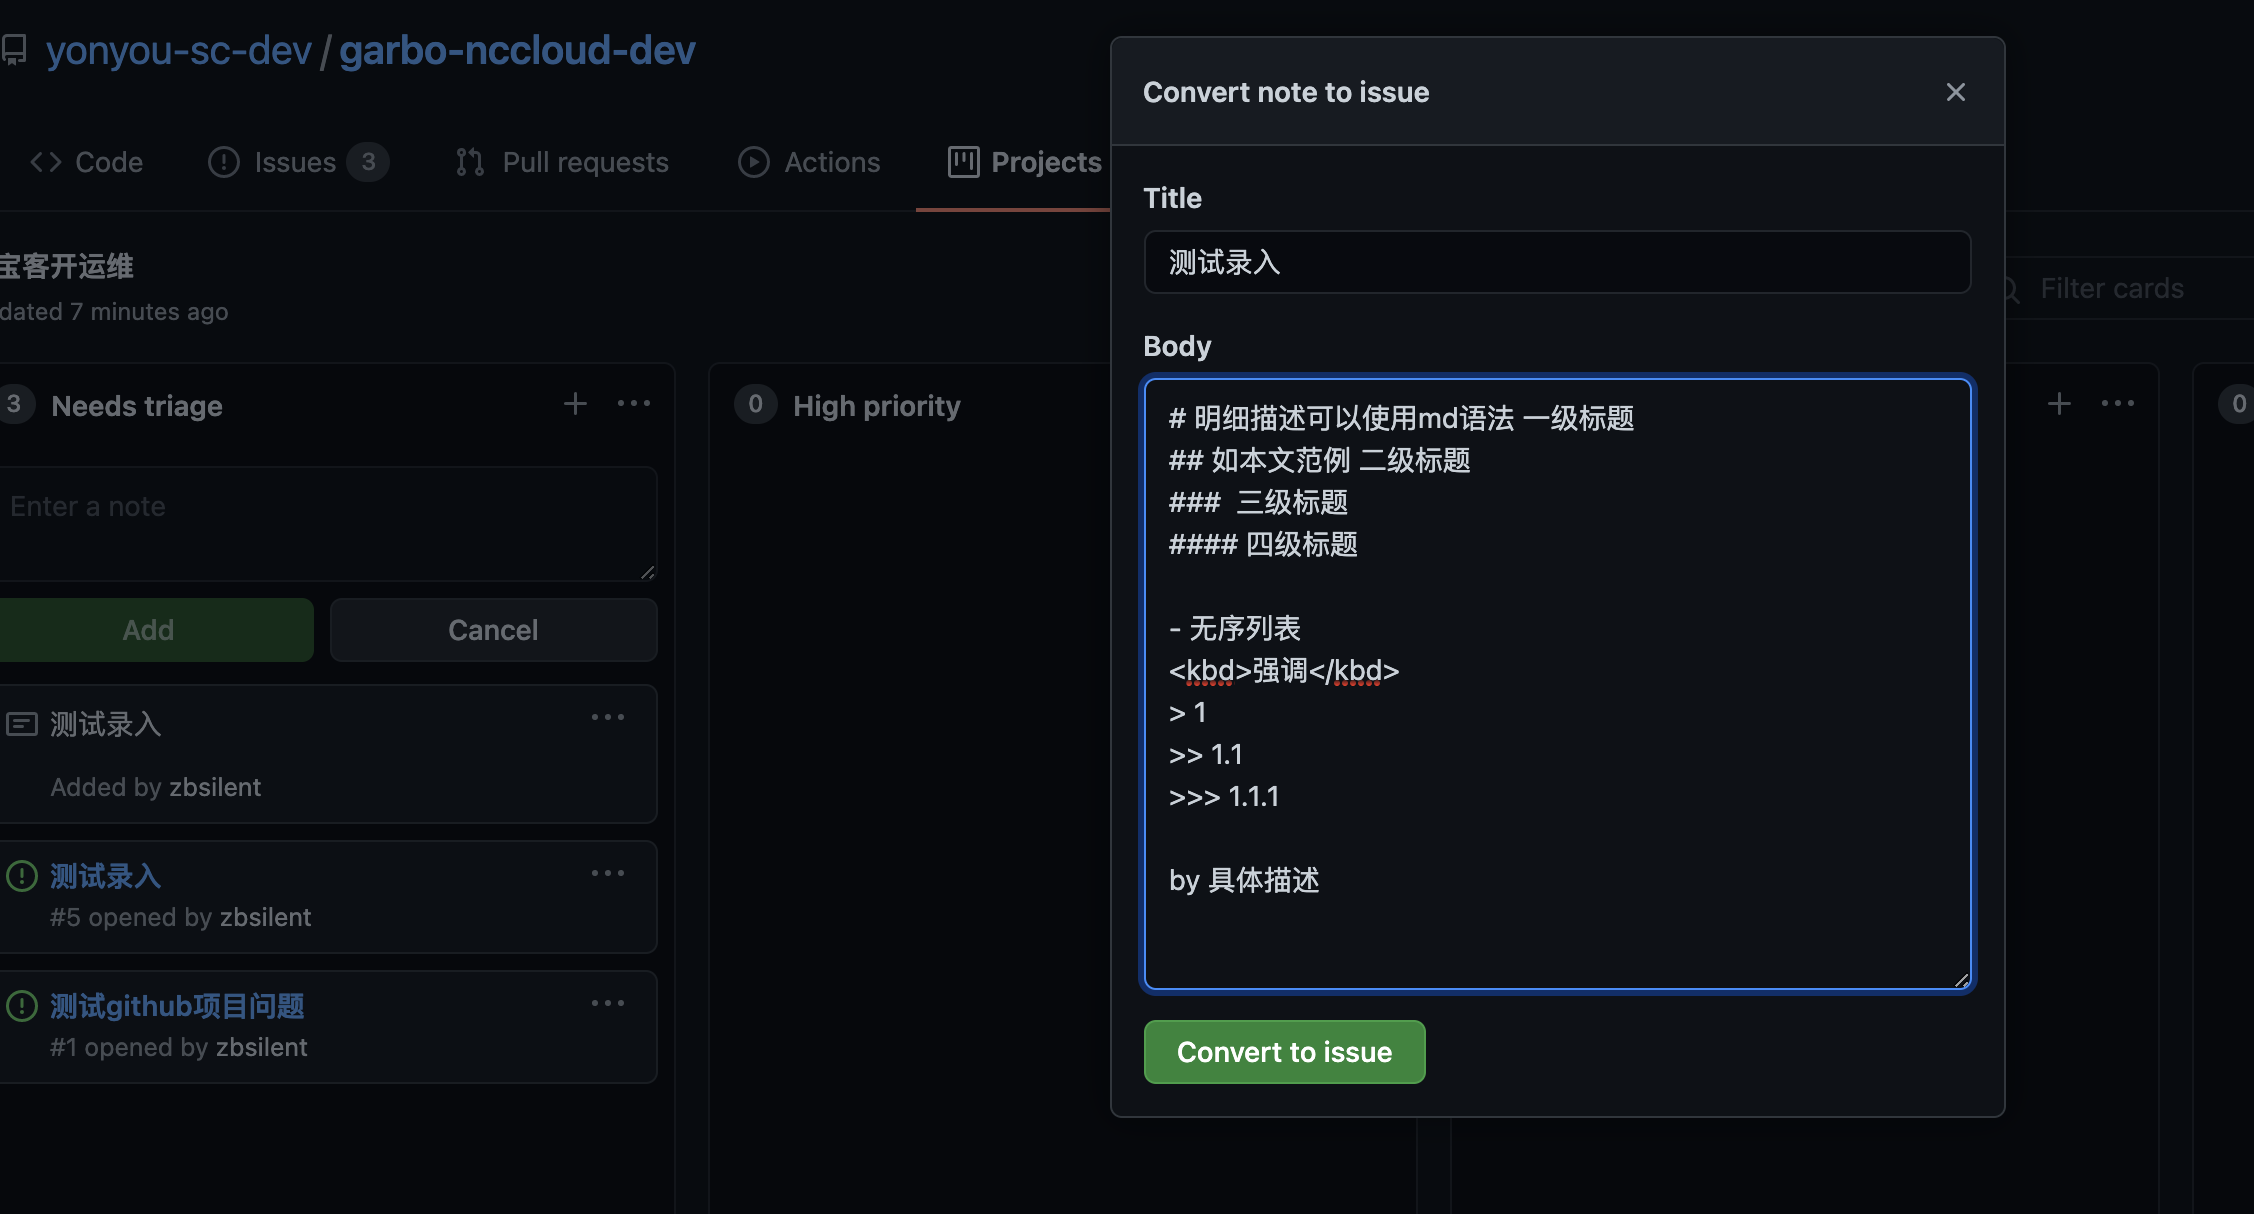 yonyou-sc-dev / garbo-nccloud-dev
Code
Issues 3
Pull requests
Actions
Projects
宝客开运维
dated 7 minutes ago
Filter cards
3 Needs triage
0 High priority
0
Enter a note
Add
Cancel
测试录入
Added by zbsilent
测试录入
#5 opened by zbsilent
测试github项目问题
#1 opened by zbsilent
Convert note to issue
Title
测试录入
Body
# 明细描述可以使用md语法 一级标题
## 如本文范例 二级标题
###  三级标题
#### 四级标题
- 无序列表
<kbd>强调</kbd>
> 1
>> 1.1
>>> 1.1.1
by 具体描述
Convert to issue